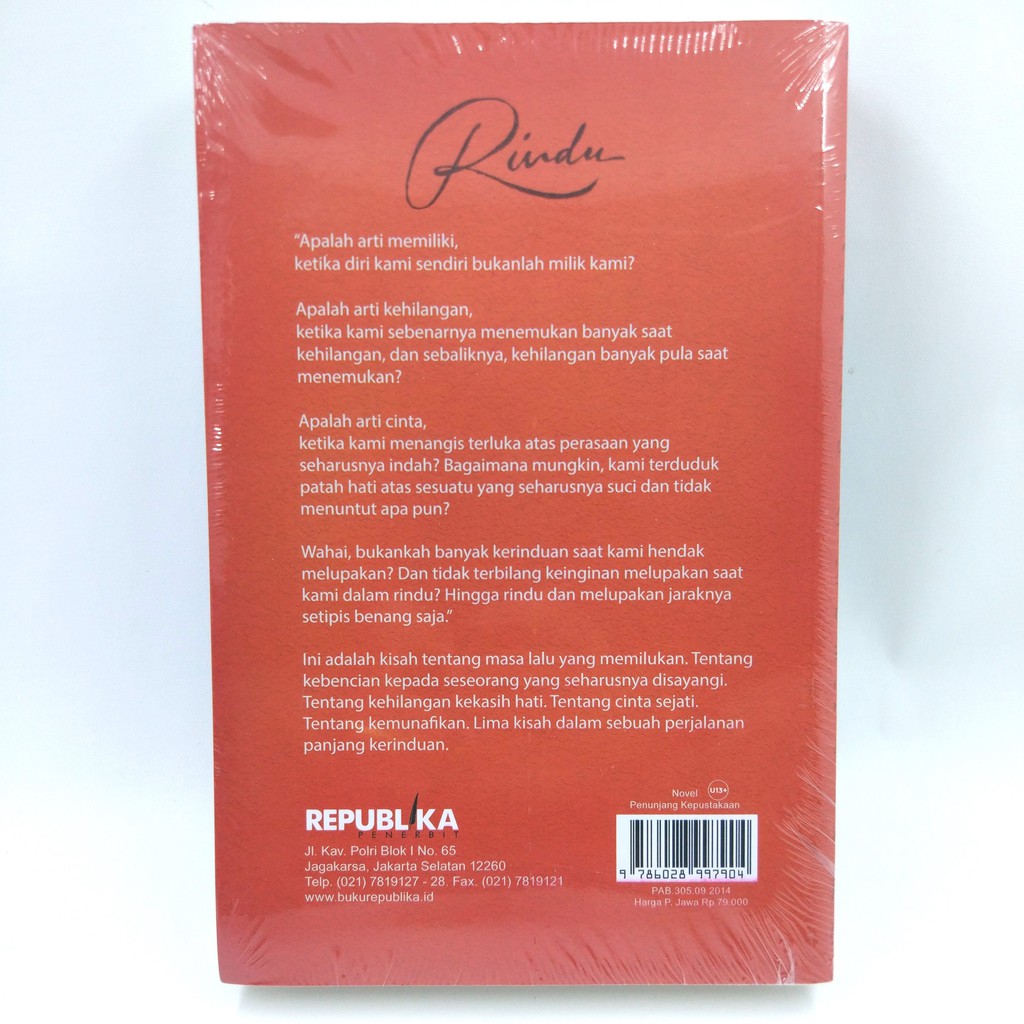 Rindu
“Apalah arti memiliki,
ketika diri kami sendiri bukanlah milik kami?
Apalah arti kehilangan,
ketika kami sebenarnya menemukan banyak saat
kehilangan, dan sebaliknya, kehilangan banyak pula saat
menemukan?
Apalah arti cinta,
ketika kami menangis terluka atas perasaan yang
seharusnya indah? Bagaimana mungkin, kami terduduk
patah hati atas sesuatu yang seharusnya suci dan tidak
menuntut apa pun?
Wahai, bukankah banyak kerinduan saat kami hendak
melupakan? Dan tidak terbilang keinginan melupakan saat
kami dalam rindu? Hingga rindu dan melupakan jaraknya
setipis benang saja.”
Ini adalah kisah tentang masa lalu yang memilukan. Tentang
kebencian kepada seseorang yang seharusnya disayangi.
Tentang kehilangan kekasih hati. Tentang cinta sejati.
Tentang kemunafikan. Lima kisah dalam sebuah perjalanan
panjang kerinduan.
REPUBLIKA
PENERBIT
Jl. Kav. Polri Blok I No. 65
Jagakarsa, Jakarta Selatan 12260
Telp. (021) 7819127 - 28. Fax. (021) 7819121
www.bukurepublika.id
Novel U13+
Penunjang Kepustakaan
9 786028 997904
PAB.305.09.2014
Harga P. Jawa Rp 79.000